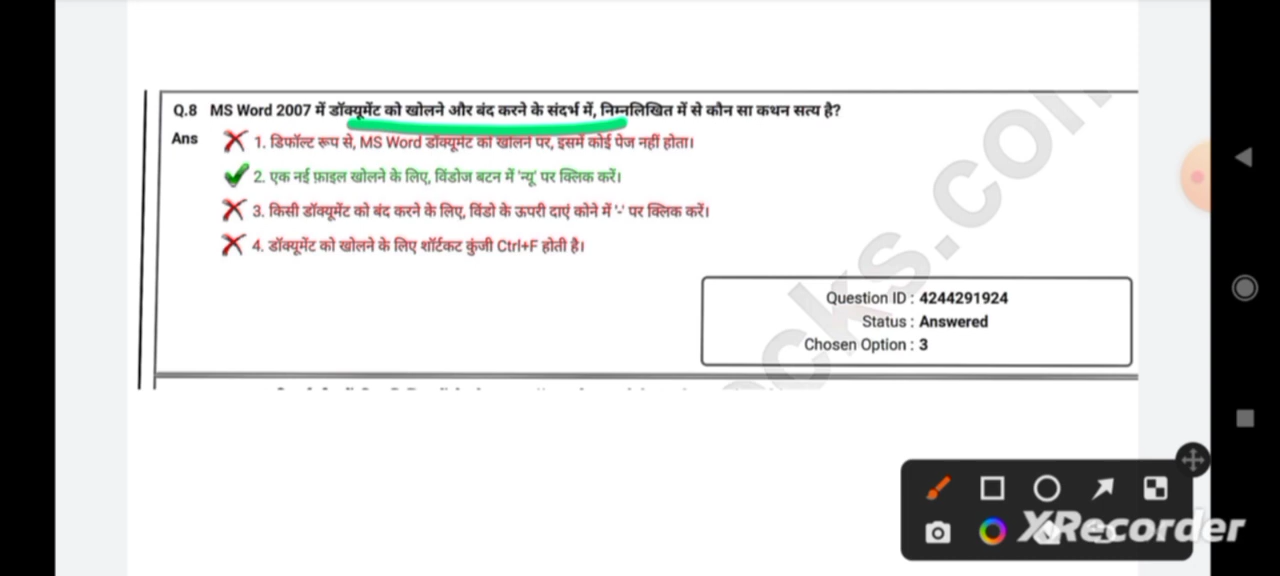 Q.8 MS Word 2007 में डॉक्यूमेंट को खोलने और बंद करने के संदर्भ में, निम्नलिखित में से कौन सा कथन सत्य है?
Ans 1. डिफॉल्ट रूप से, MS Word डॉक्यूमेंट को खोलने पर, इसमें कोई पेज नहीं होता।
2. एक नई फ़ाइल खोलने के लिए, विंडोज बटन में 'न्यू' पर क्लिक करें।
3. किसी डॉक्यूमेंट को बंद करने के लिए, विंडो के ऊपरी दाएं कोने में '-' पर क्लिक करें।
4. डॉक्यूमेंट को खोलने के लिए शॉर्टकट कुंजी Ctrl+F होती है।
Question ID : 4244291924
Status : Answered
Chosen Option : 3
cks.com
XRecorder